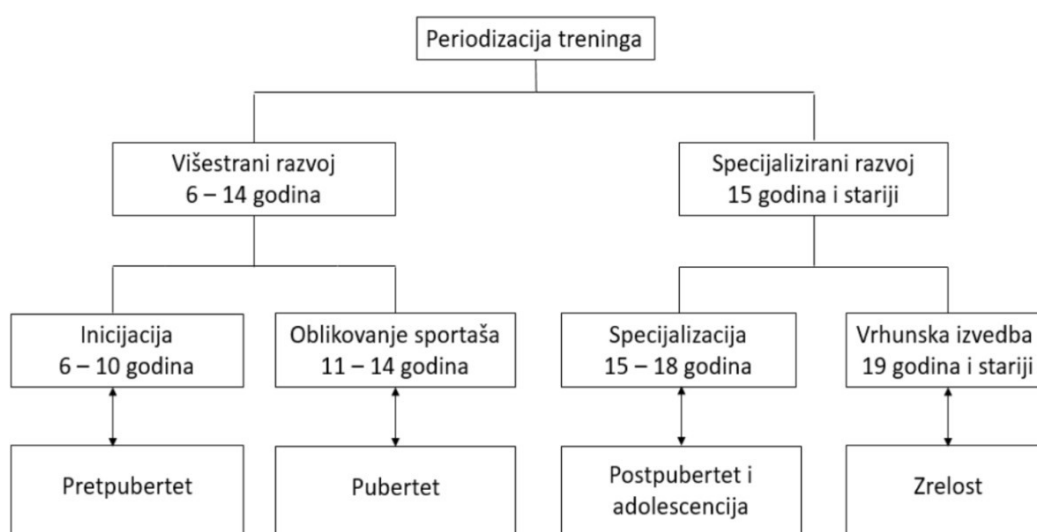 Periodizacija treninga
Višestrani razvoj
6 – 14 godina
Specijalizirani razvoj
15 godina i stariji
Inicijacija
6 – 10 godina
Oblikovanje sportaša
11 – 14 godina
Specijalizacija
15 – 18 godina
Vrhunska izvedba
19 godina i stariji
Pretpubertet
Pubertet
Postpubertet i
adolescencija
Zrelost